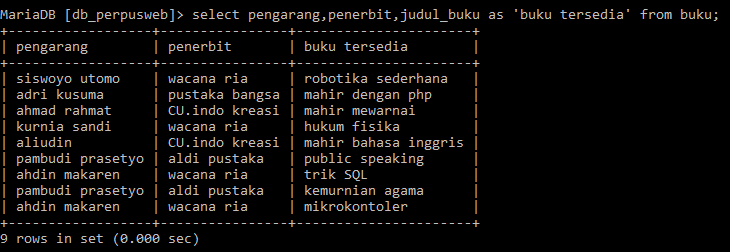 MariaDB [db_perpusweb]> select pengarang,penerbit,judul_buku as 'buku tersedia' from buku;
+------------------+----------------+-----------------------+
| pengarang        | penerbit       | buku tersedia         |
+------------------+----------------+-----------------------+
| siswoyo utomo    | wacana ria     | robotika sederhana    |
| adri kusuma      | pustaka bangsa | mahir dengan php      |
| ahmad rahmat     | CU.indo kreasi | mahir mewarnai        |
| kurnia sandi     | wacana ria     | hukum fisika          |
| aliudin          | CU.indo kreasi | mahir bahasa inggris  |
| pambudi prasetyo | aldi pustaka   | public speaking       |
| ahdin makaren    | wacana ria     | trik SQL              |
| pambudi prasetyo | aldi pustaka   | kemurnian agama       |
| ahdin makaren    | wacana ria     | mikrokontoler         |
+------------------+----------------+-----------------------+
9 rows in set (0.000 sec)